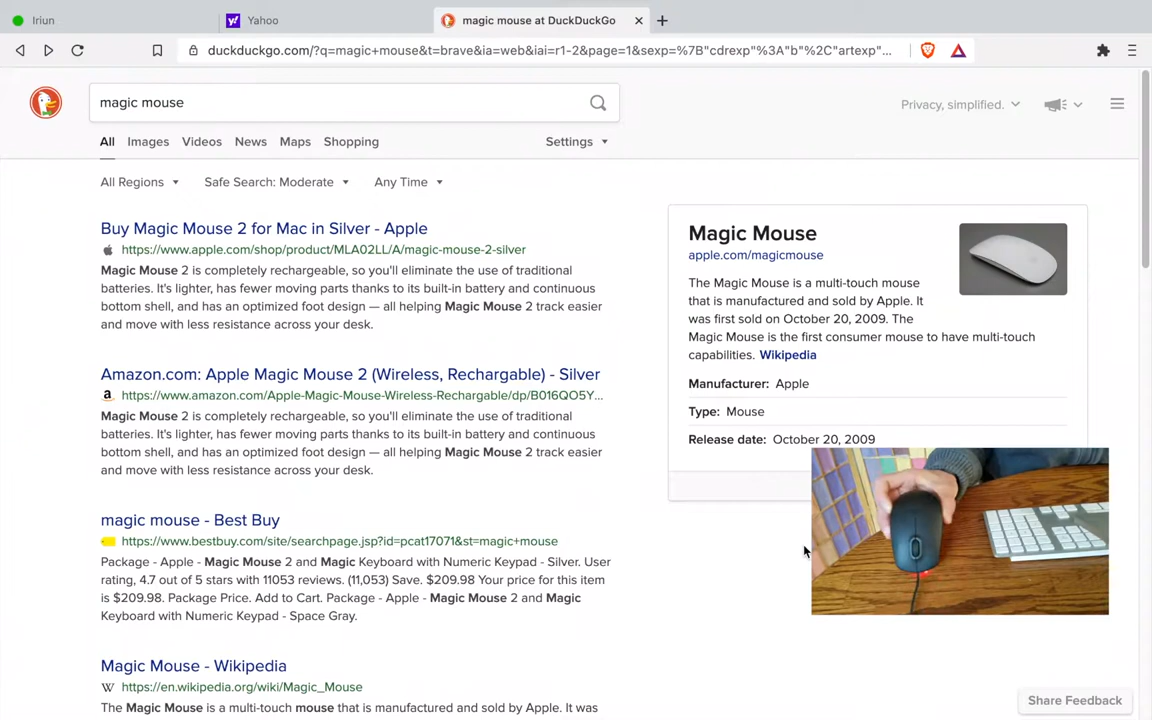 Iriun
Yahoo
magic mouse at DuckDuckGo
duckduckgo.com/?q=magic+mouse&t=brave&ia=web&iai=r1-2&page=1&sexp=%7B"cdrexp"%3A"b"%2C"artexp"...
magic mouse
Privacy, simplified.
All Images Videos News Maps Shopping Settings
All Regions Safe Search: Moderate Any Time
Buy Magic Mouse 2 for Mac in Silver - Apple
https://www.apple.com/shop/product/MLA02LL/A/magic-mouse-2-silver
Magic Mouse 2 is completely rechargeable, so you'll eliminate the use of traditional
batteries. It's lighter, has fewer moving parts thanks to its built-in battery and continuous
bottom shell, and has an optimized foot design — all helping Magic Mouse 2 track easier
and move with less resistance across your desk.
Amazon.com: Apple Magic Mouse 2 (Wireless, Rechargable) - Silver
a https://www.amazon.com/Apple-Magic-Mouse-Wireless-Rechargable/dp/B016QO5Y...
Magic Mouse 2 is completely rechargeable, so you'll eliminate the use of traditional
batteries. It's lighter, has fewer moving parts thanks to its built-in battery and continuous
bottom shell, and has an optimized foot design — all helping Magic Mouse 2 track easier
and move with less resistance across your desk.
magic mouse - Best Buy
https://www.bestbuy.com/site/searchpage.jsp?id=pcat17071&st=magic+mouse
Package - Apple - Magic Mouse 2 and Magic Keyboard with Numeric Keypad - Silver. User
rating, 4.7 out of 5 stars with 11053 reviews. (11,053) Save. $209.98 Your price for this item
is $209.98. Package Price. Add to Cart. Package - Apple - Magic Mouse 2 and Magic
Keyboard with Numeric Keypad - Space Gray.
Magic Mouse - Wikipedia
W https://en.wikipedia.org/wiki/Magic_Mouse
The Magic Mouse is a multi-touch mouse that is manufactured and sold by Apple. It was
Magic Mouse
apple.com/magicmouse
The Magic Mouse is a multi-touch mouse
that is manufactured and sold by Apple. It
was first sold on October 20, 2009. The
Magic Mouse is the first consumer mouse to have multi-touch
capabilities. Wikipedia
Manufacturer: Apple
Type: Mouse
Release date: October 20, 2009
Share Feedback